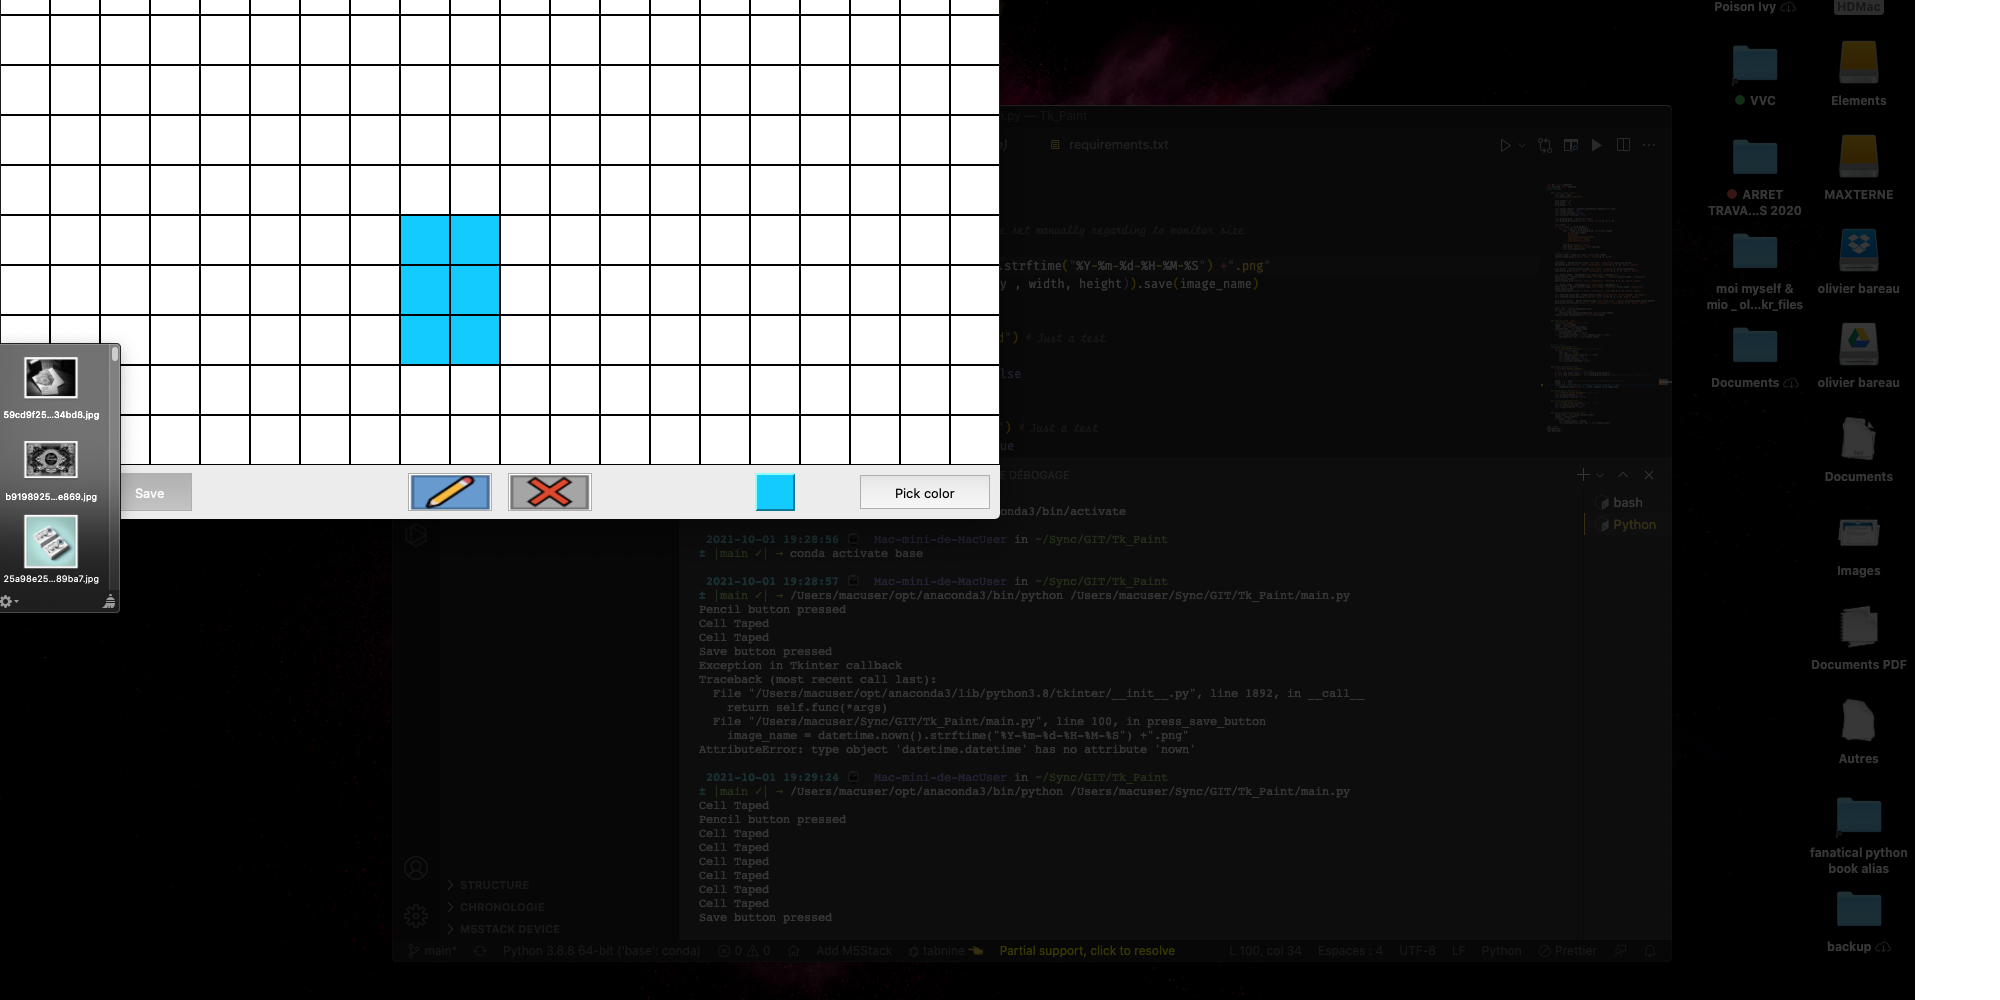 Poison Ivy
HDMac
VVC
Elements
ARRET
TRAVA...S 2020
MAXTERNE
moi myself &
mio _ ol...kr_files
olivier bareau
Documents
olivier bareau
Documents
Images
Documents PDF
Autres
fanatical python
book alias
backup
.py — Tk_Paint
requirements.txt
set manually regarding to monitor size
.strftime("%Y-%m-%d-%H-%M-%S") +".png"
y , width, height)).save(image_name)
") # Just a test
lse
") # Just a test
ue
59cd9f25...34bd8.jpg
b9198925...e869.jpg
25a98e25...89ba7.jpg
Save
Pick color
DÉBOGAGE
bash
Python
onda3/bin/activate
2021-10-01 19:28:56 Mac-mini-de-MacUser in ~/Sync/GIT/Tk_Paint
± |main ✓| → conda activate base
2021-10-01 19:28:57 Mac-mini-de-MacUser in ~/Sync/GIT/Tk_Paint
± |main ✓| → /Users/macuser/opt/anaconda3/bin/python /Users/macuser/Sync/GIT/Tk_Paint/main.py
Pencil button pressed
Cell Taped
Cell Taped
Save button pressed
Exception in Tkinter callback
Traceback (most recent call last):
File "/Users/macuser/opt/anaconda3/lib/python3.8/tkinter/__init__.py", line 1892, in __call__
return self.func(*args)
File "/Users/macuser/Sync/GIT/Tk_Paint/main.py", line 100, in press_save_button
image_name = datetime.nown().strftime("%Y-%m-%d-%H-%M-%S") +".png"
AttributeError: type object 'datetime.datetime' has no attribute 'nown'
2021-10-01 19:29:24 Mac-mini-de-MacUser in ~/Sync/GIT/Tk_Paint
± |main ✓| → /Users/macuser/opt/anaconda3/bin/python /Users/macuser/Sync/GIT/Tk_Paint/main.py
Cell Taped
Pencil button pressed
Cell Taped
Cell Taped
Cell Taped
Cell Taped
Cell Taped
Cell Taped
Save button pressed
STRUCTURE
CHRONOLOGIE
M5STACK DEVICE
main* Python 3.8.8 64-bit ('base': conda) 0 0 Add M5Stack tabnine Partial support, click to resolve L 100, col 34 Espaces : 4 UTF-8 LF Python Prettier